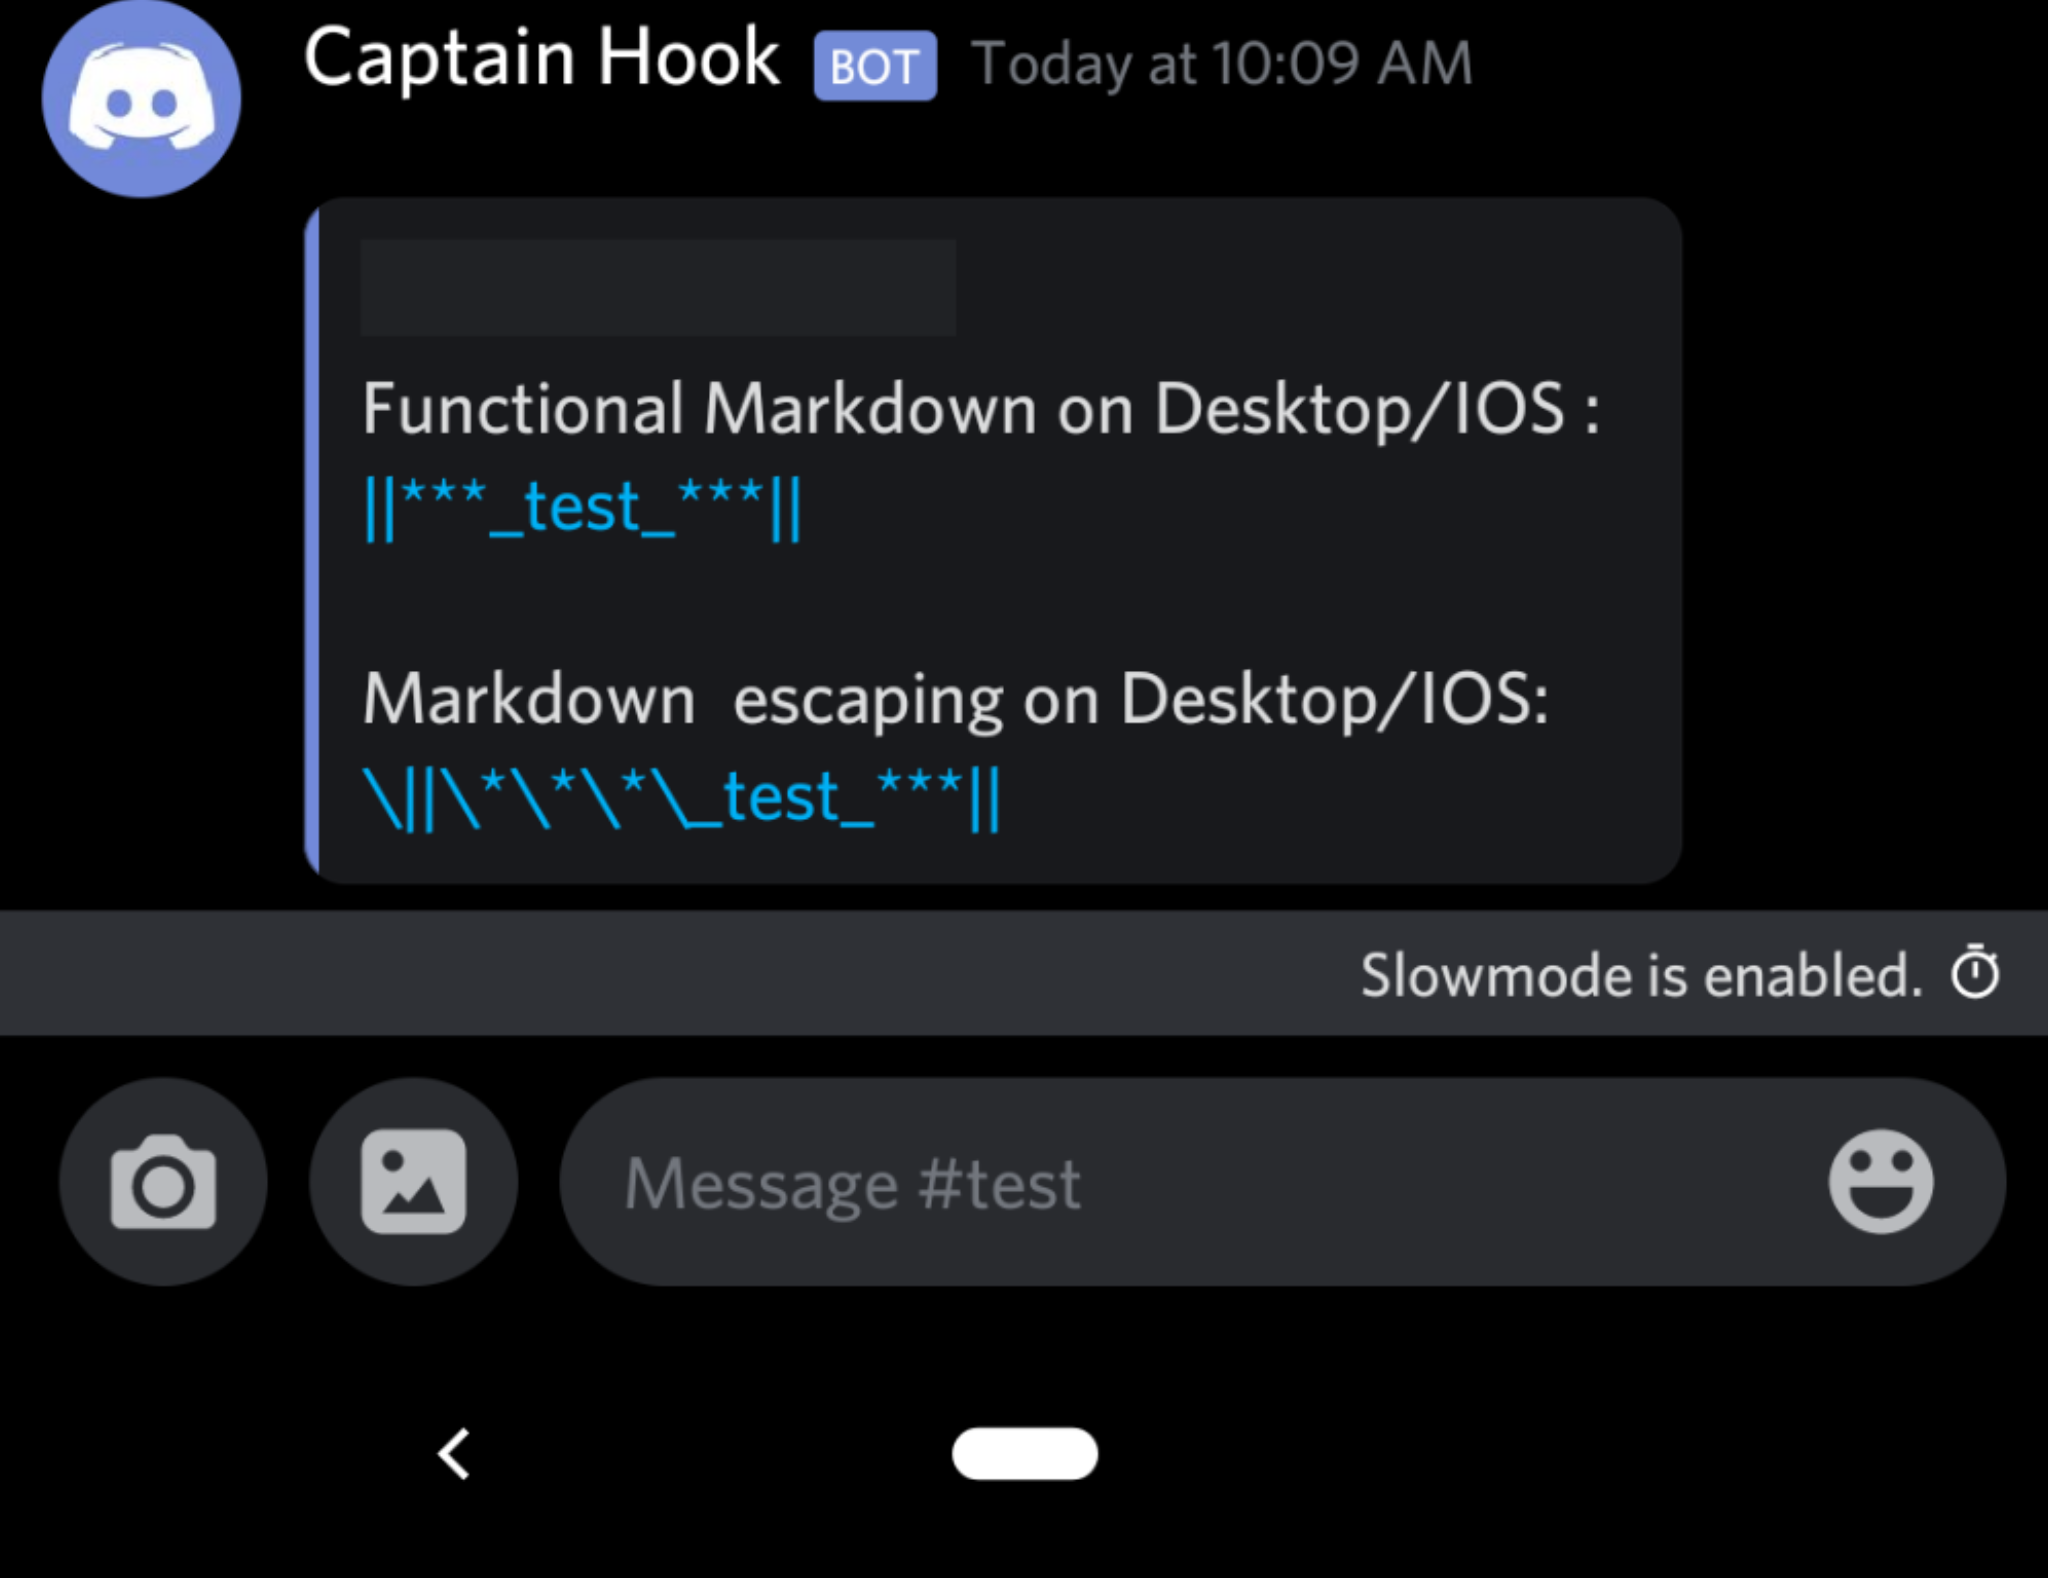 Captain Hook BOT Today at 10:09 AM
Functional Markdown on Desktop/IOS :
||***_test_***||
Markdown  escaping on Desktop/IOS:
\||\*\*\*\_test_***||
Slowmode is enabled.
Message #test